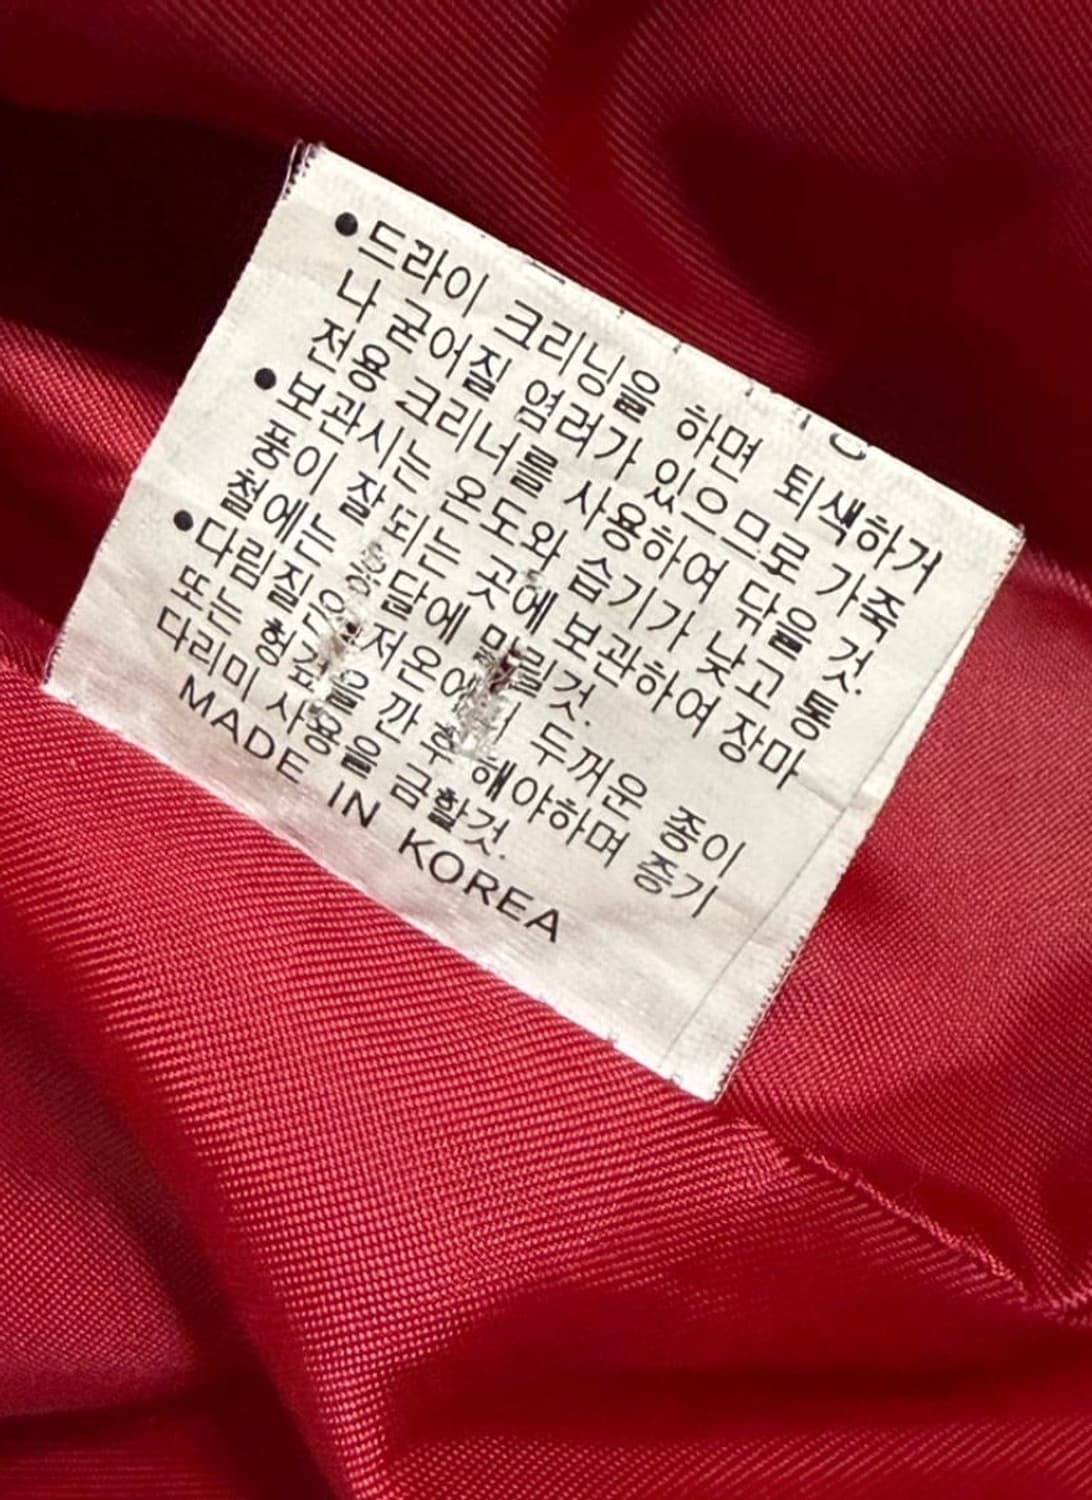 ●드라이 크리닝을 하면 퇴색하거
나 굳어질 염려가 있으므로 가죽
전용 크리너를 사용하여 닦을 것.
●보관시는 온도와 습기가 낮고 통
풍이 잘 되는 곳에 보관하여 장마
철에는 응달에 말릴것.
●다림질은 저온에서 두꺼운 종이
또는 헝겊을 깐 후 해야하며 증기
다리미 사용을 금할것.
MADE IN KOREA